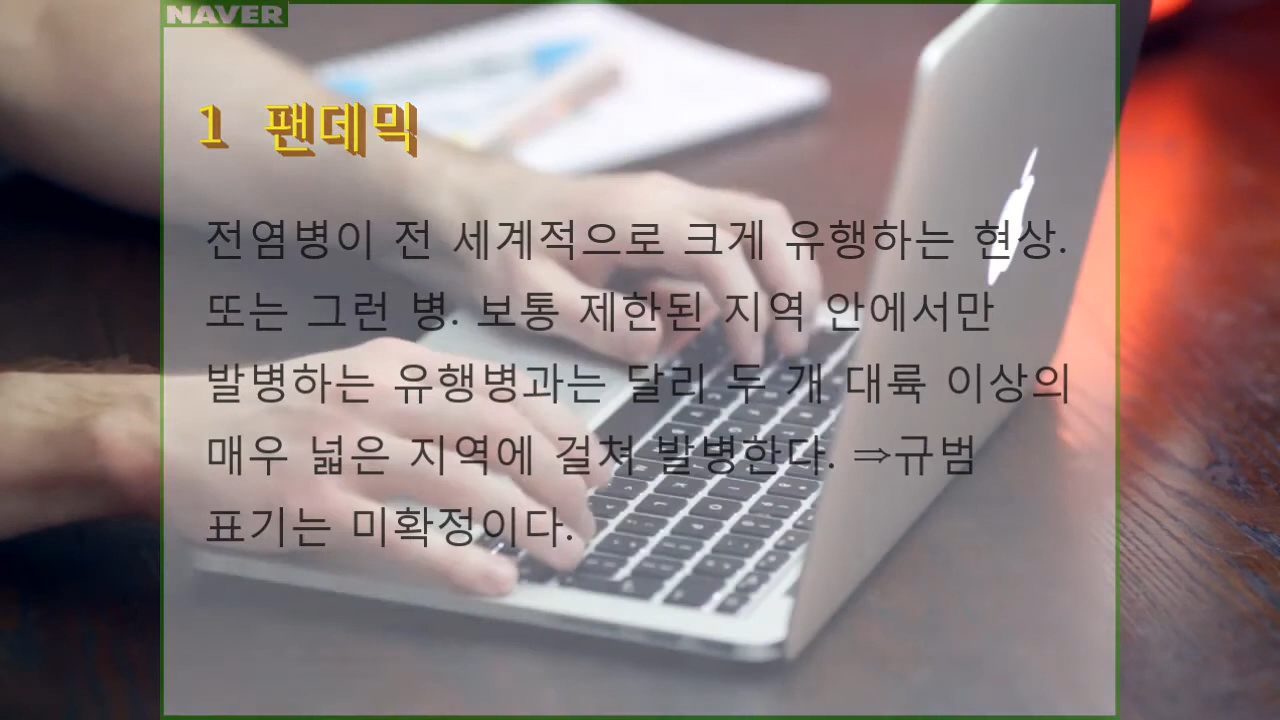 NAVER
1 팬데믹
전염병이 전 세계적으로 크게 유행하는 현상.
또는 그런 병. 보통 제한된 지역 안에서만
발병하는 유행병과는 달리 두 개 대륙 이상의
매우 넓은 지역에 걸쳐 발병한다. ⇒규범
표기는 미확정이다.